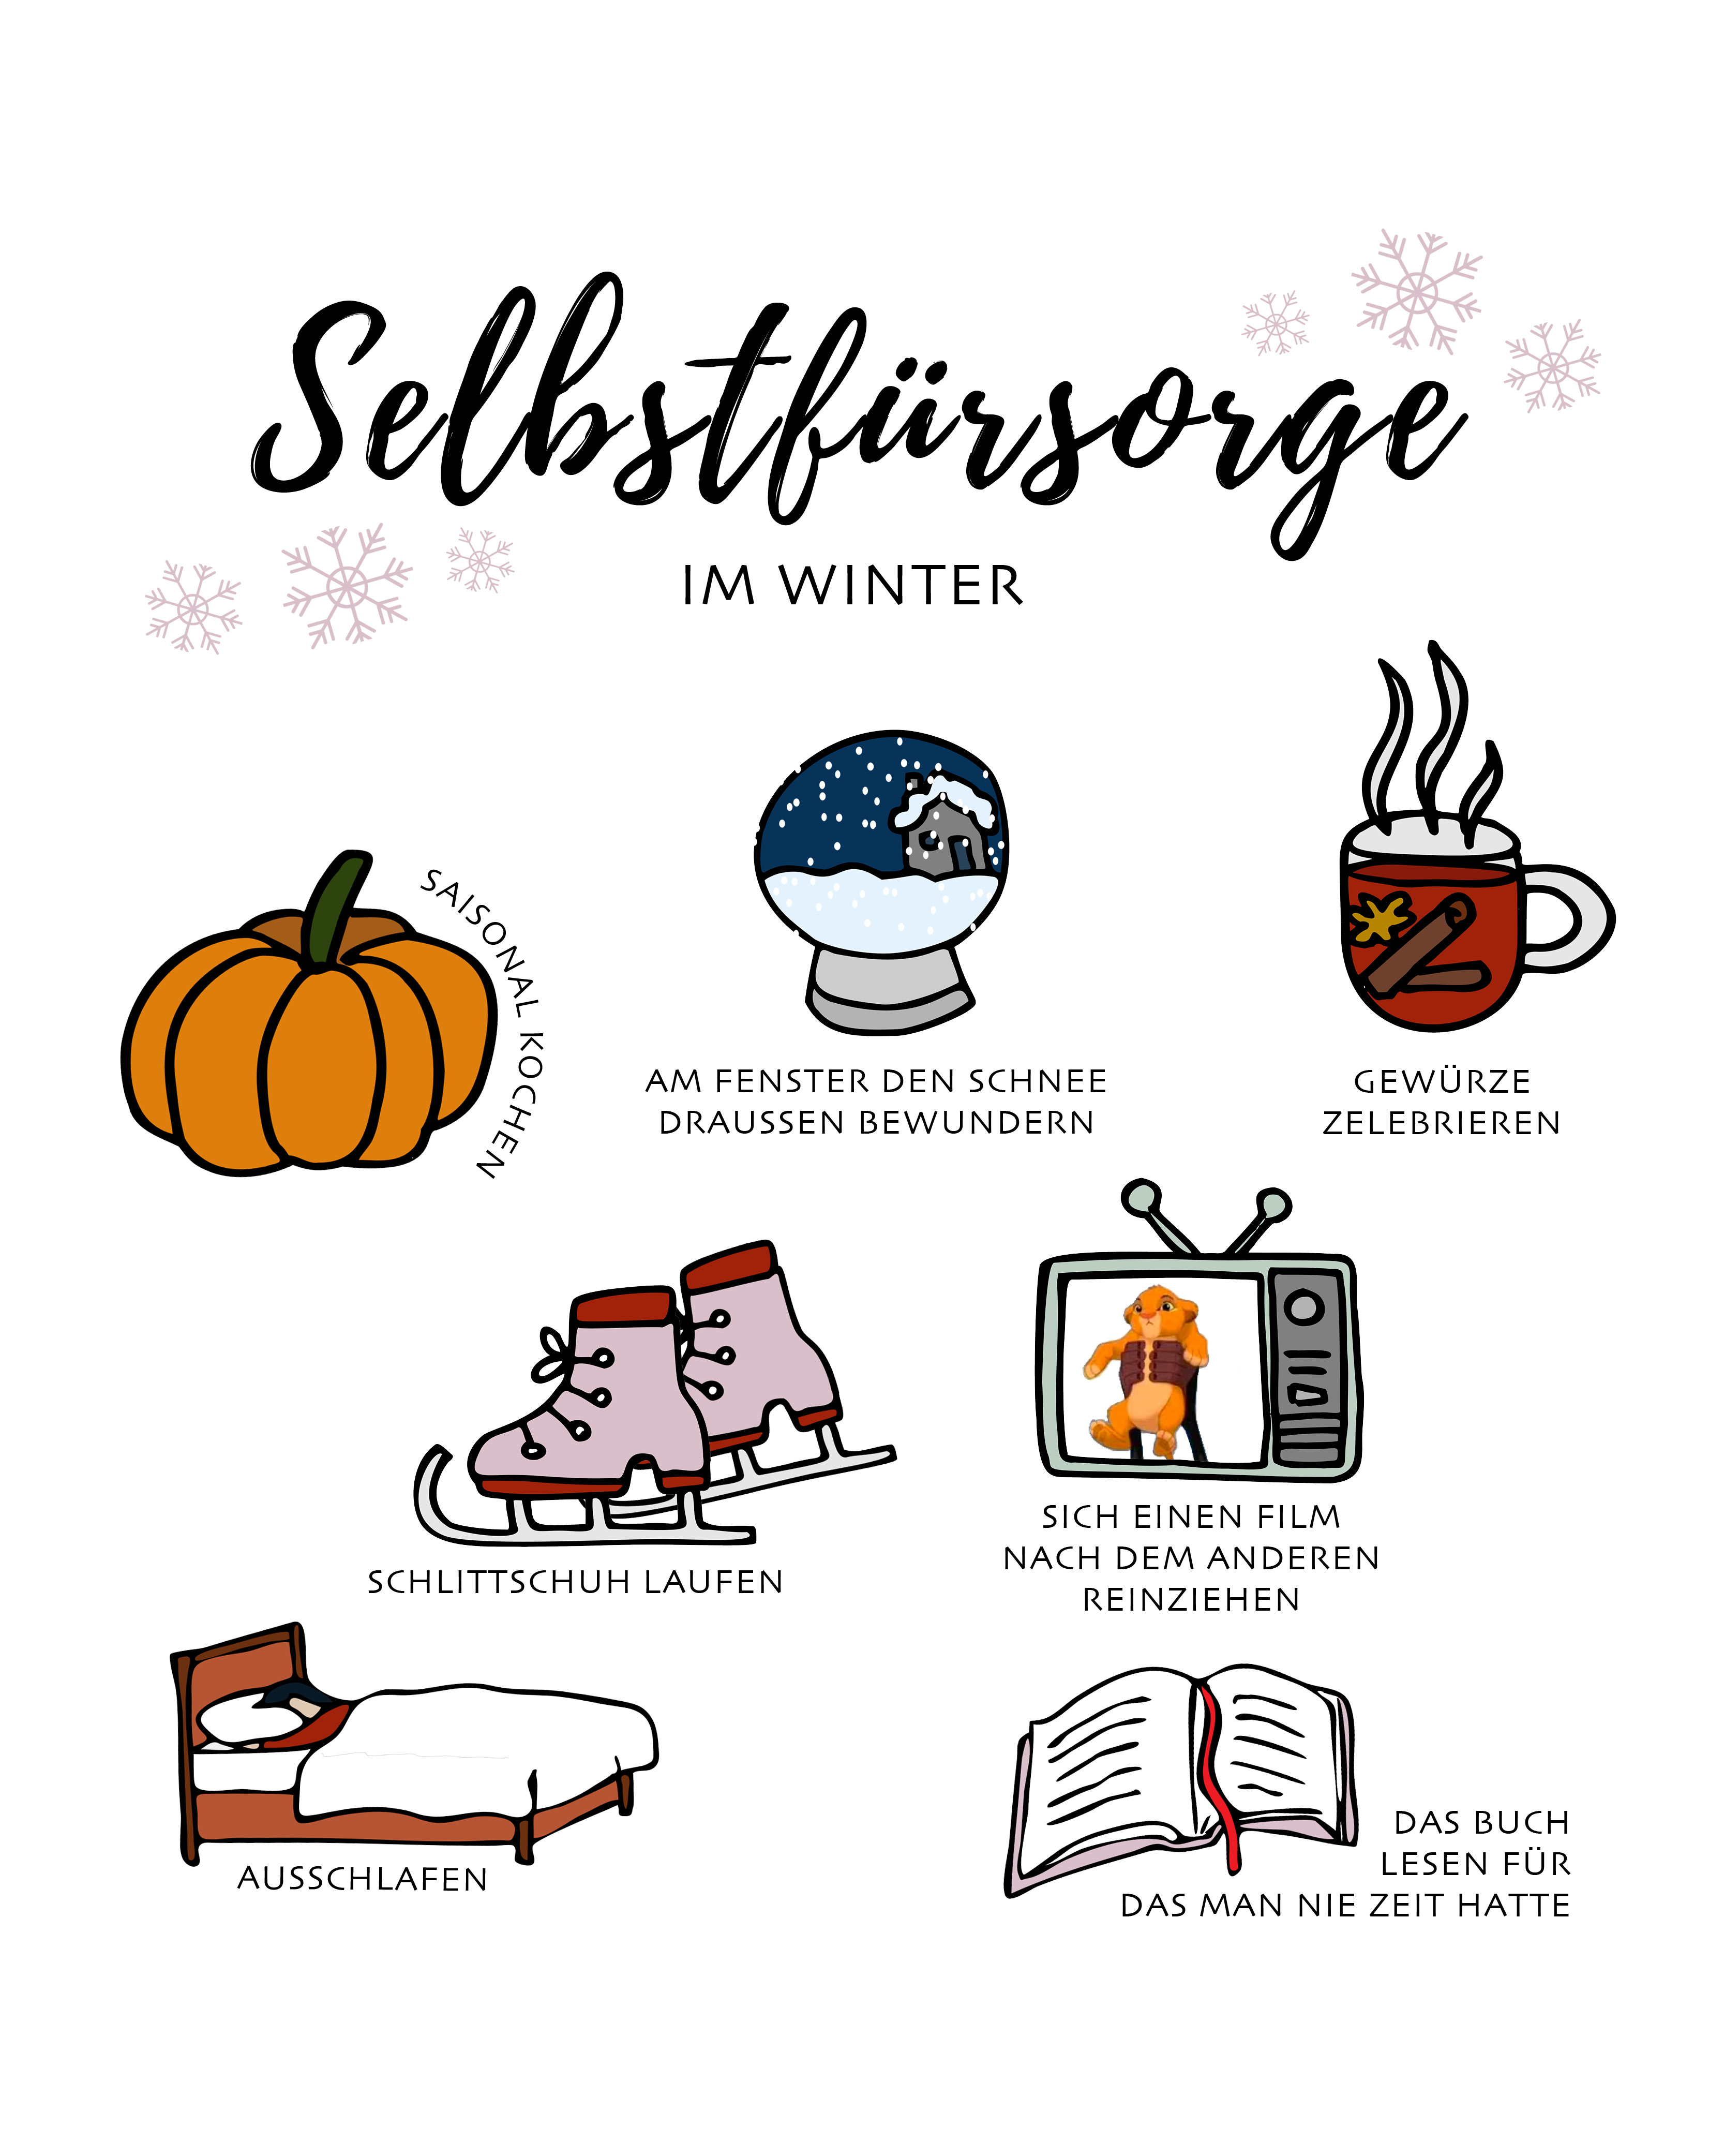 Selbstfürsorge
IM WINTER
SAISONAL KOCHEN
AM FENSTER DEN SCHNEE
DRAUSSEN BEWUNDERN
GEWÜRZE
ZELEBRIEREN
SCHLITTSCHUH LAUFEN
SICH EINEN FILM
NACH DEM ANDEREN
REINZIEHEN
AUSSCHLAFEN
DAS BUCH
LESEN FÜR
DAS MAN NIE ZEIT HATTE